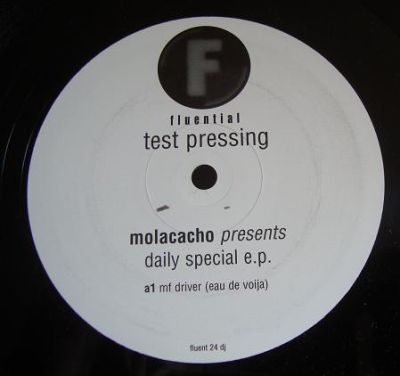 F
fluential
test pressing
molacacho presents
daily special e.p.
a1 mf driver (eau de voija)
fluent 24 dj